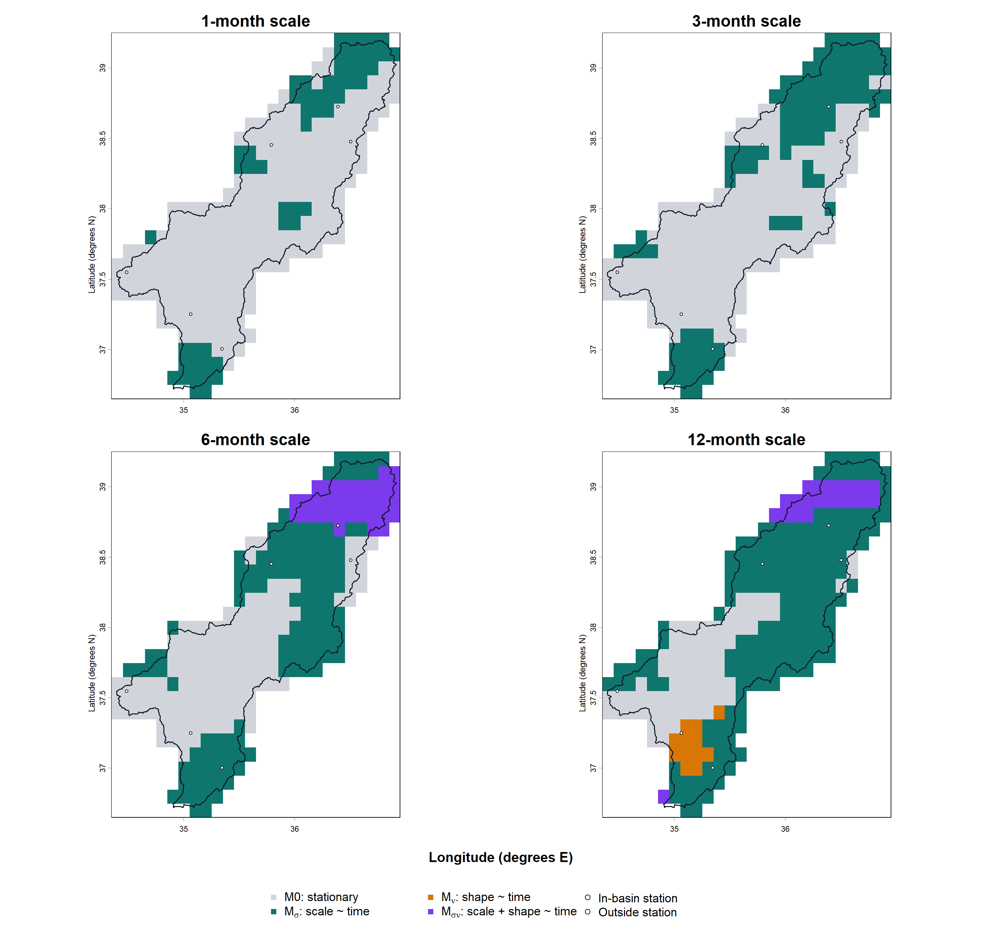 1-month scale
3-month scale
Latitude (degrees N)
39
38.5
38
37.5
37
35
36
Latitude (degrees N)
39
38.5
38
37.5
37
35
36
6-month scale
12-month scale
Latitude (degrees N)
39
38.5
38
37.5
37
35
36
Latitude (degrees N)
39
38.5
38
37.5
37
35
36
Longitude (degrees E)
M0: stationary
Mσ: scale ~ time
Mν: shape ~ time
Mσν: scale + shape ~ time
In-basin station
Outside station